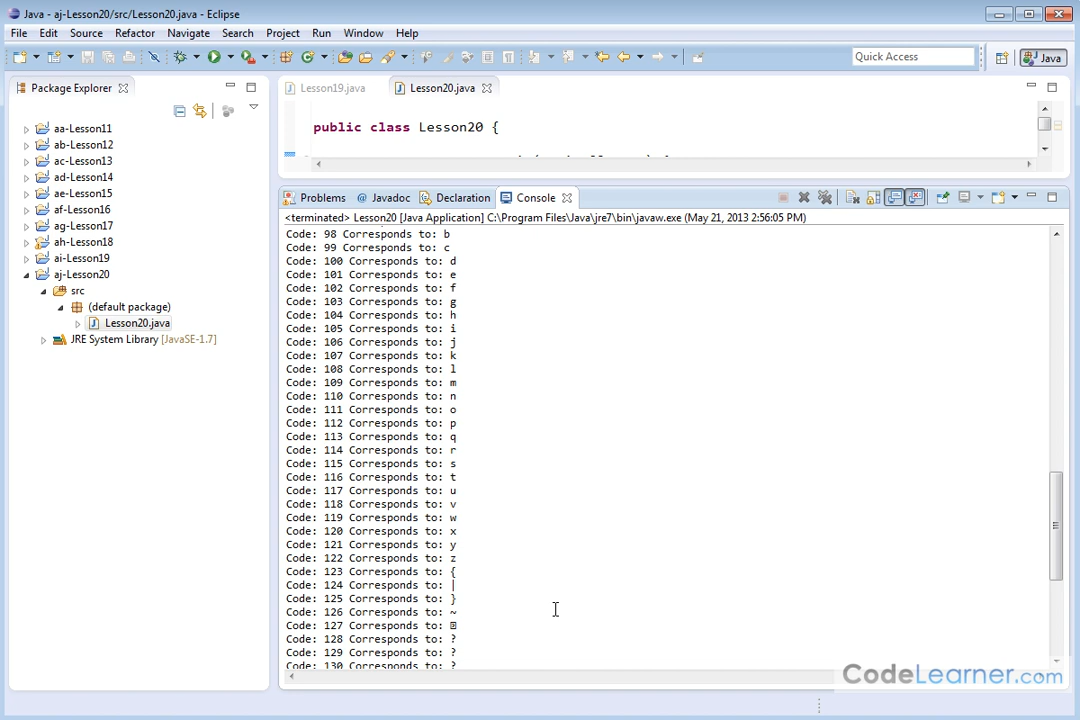 Java - aj-Lesson20/src/Lesson20.java - Eclipse
File Edit Source Refactor Navigate Search Project Run Window Help
Quick Access
Java
Package Explorer
Lesson19.java
Lesson20.java
public class Lesson20 {
aa-Lesson11
ab-Lesson12
ac-Lesson13
ad-Lesson14
ae-Lesson15
af-Lesson16
ag-Lesson17
ah-Lesson18
ai-Lesson19
aj-Lesson20
src
(default package)
Lesson20.java
JRE System Library [JavaSE-1.7]
Problems @ Javadoc Declaration Console
<terminated> Lesson20 [Java Application] C:\Program Files\Java\jre7\bin\javaw.exe (May 21, 2013 2:56:05 PM)
Code: 98 Corresponds to: b
Code: 99 Corresponds to: c
Code: 100 Corresponds to: d
Code: 101 Corresponds to: e
Code: 102 Corresponds to: f
Code: 103 Corresponds to: g
Code: 104 Corresponds to: h
Code: 105 Corresponds to: i
Code: 106 Corresponds to: j
Code: 107 Corresponds to: k
Code: 108 Corresponds to: l
Code: 109 Corresponds to: m
Code: 110 Corresponds to: n
Code: 111 Corresponds to: o
Code: 112 Corresponds to: p
Code: 113 Corresponds to: q
Code: 114 Corresponds to: r
Code: 115 Corresponds to: s
Code: 116 Corresponds to: t
Code: 117 Corresponds to: u
Code: 118 Corresponds to: v
Code: 119 Corresponds to: w
Code: 120 Corresponds to: x
Code: 121 Corresponds to: y
Code: 122 Corresponds to: z
Code: 123 Corresponds to: {
Code: 124 Corresponds to: |
Code: 125 Corresponds to: }
Code: 126 Corresponds to: ~
Code: 127 Corresponds to:
Code: 128 Corresponds to: ?
Code: 129 Corresponds to: ?
Code: 130 Corresponds to: ?
CodeLearner.com